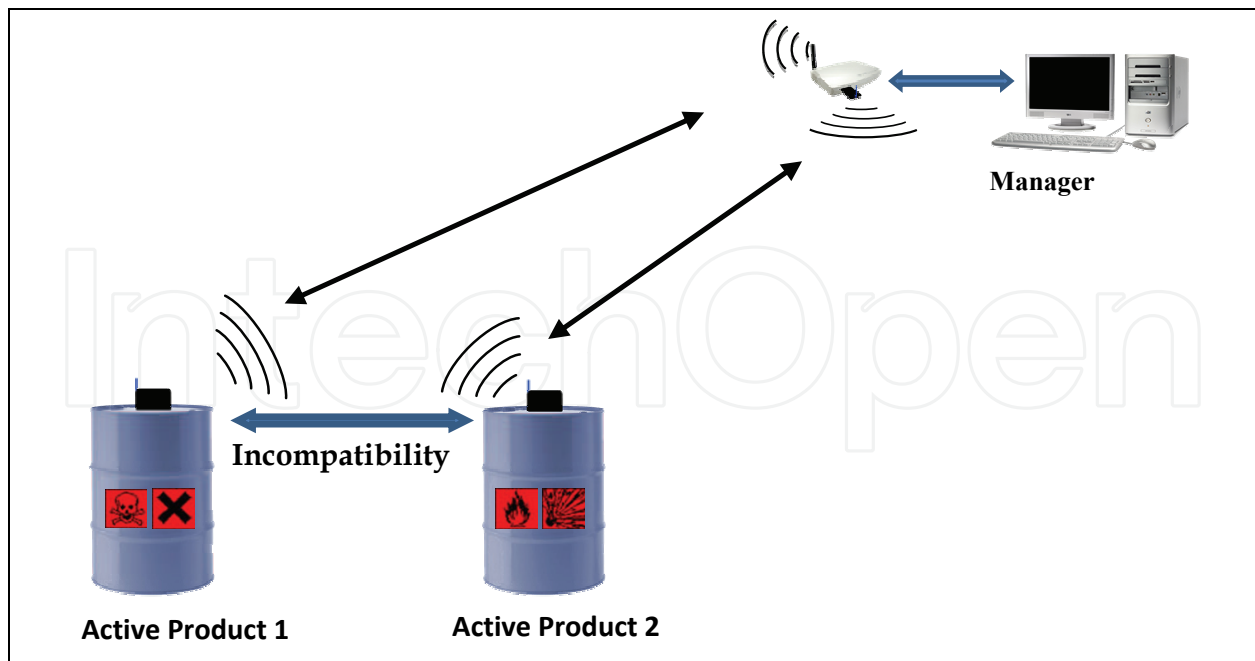 Manager
IntechOpen
Incompatibility
Active Product 1
Active Product 2